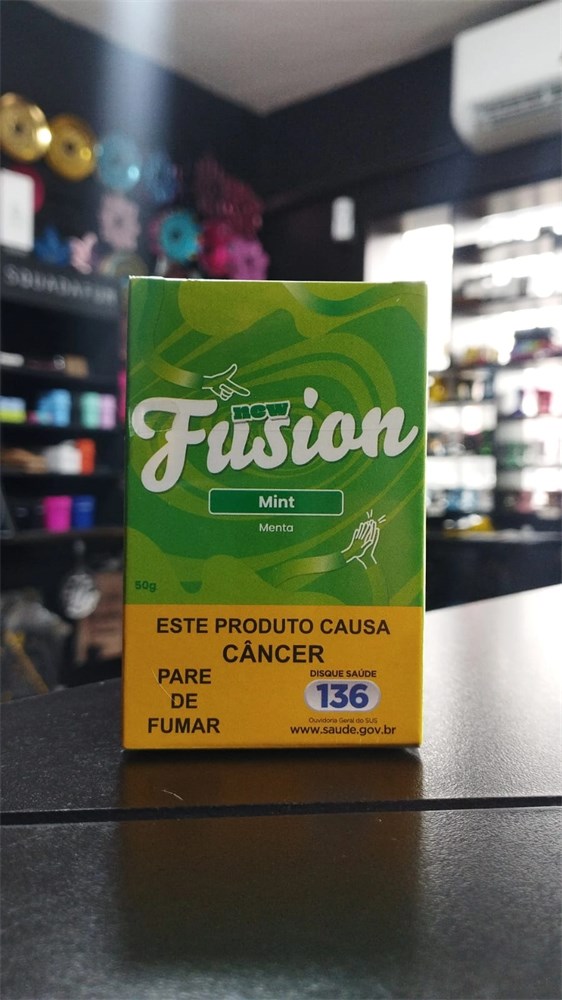 new
Fusion
Mint
Menta
50g
ESTE PRODUTO CAUSA
CÂNCER
PARE
DE
FUMAR
DISQUE SAÚDE
136
Ouvidoria Geral do SUS
www.saude.gov.br